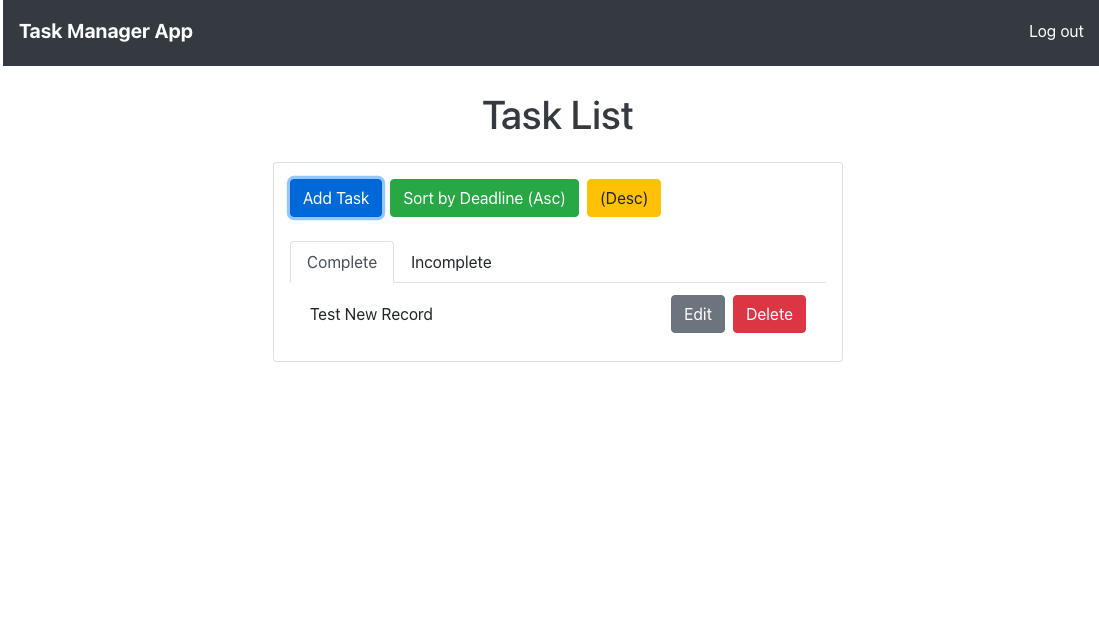 Task Manager App
Log out
Task List
Add Task
Sort by Deadline (Asc)
(Desc)
Complete
Incomplete
Test New Record
Edit
Delete